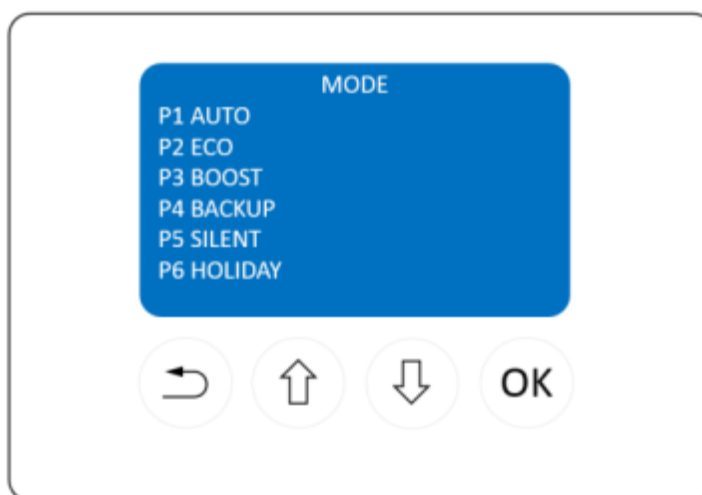 MODE
P1 AUTO
P2 ECO
P3 BOOST
P4 BACKUP
P5 SILENT
P6 HOLIDAY
OK